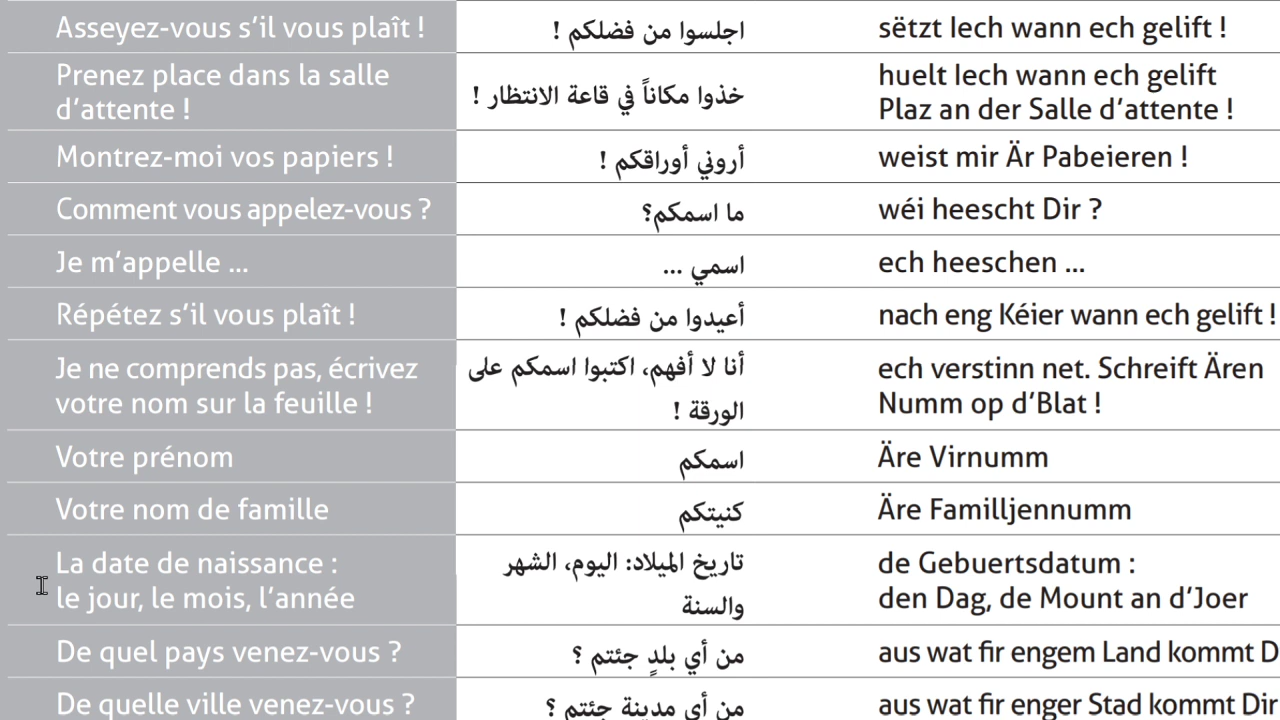 Asseyez-vous s’il vous plaît !
اجلسوا من فضلكم !
sëtzt Iech wann ech gelift !
Prenez place dans la salle
d’attente !
خذوا مكاناً في قاعة الانتظار !
huelt Iech wann ech gelift
Plaz an der Salle d’attente !
Montrez-moi vos papiers !
أروني أوراقكم !
weist mir Är Pabeieren !
Comment vous appelez-vous ?
ما اسمكم؟
wéi heescht Dir ?
Je m’appelle ...
اسمي ...
ech heeschen ...
Répétez s’il vous plaît !
أعيدوا من فضلكم !
nach eng Kéier wann ech gelift !
Je ne comprends pas, écrivez
votre nom sur la feuille !
أنا لا أفهم، اكتبوا اسمكم على
الورقة !
ech verstinn net. Schreift Ären
Numm op d’Blat !
Votre prénom
اسمكم
Äre Virnumm
Votre nom de famille
كنيتكم
Äre Familljennumm
La date de naissance :
le jour, le mois, l’année
تاريخ الميلاد: اليوم، الشهر
والسنة
de Gebuertsdatum :
den Dag, de Mount an d’Joer
De quel pays venez-vous ?
من أي بلدٍ جئتم ؟
aus wat fir engem Land kommt D
De quelle ville venez-vous ?
من أي مدينة جئتم ؟
aus wat fir enger Stad kommt Dir